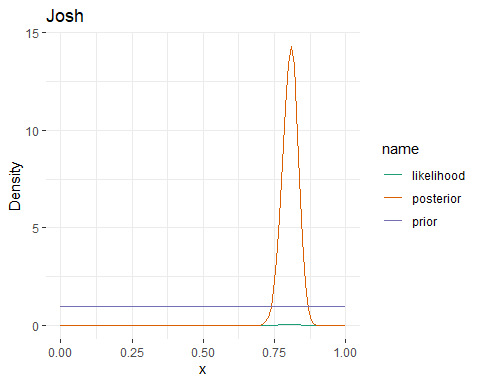 Josh
15
10
5
0
Density
0.00 0.25 0.50 0.75 1.00
x
name
likelihood
posterior
prior